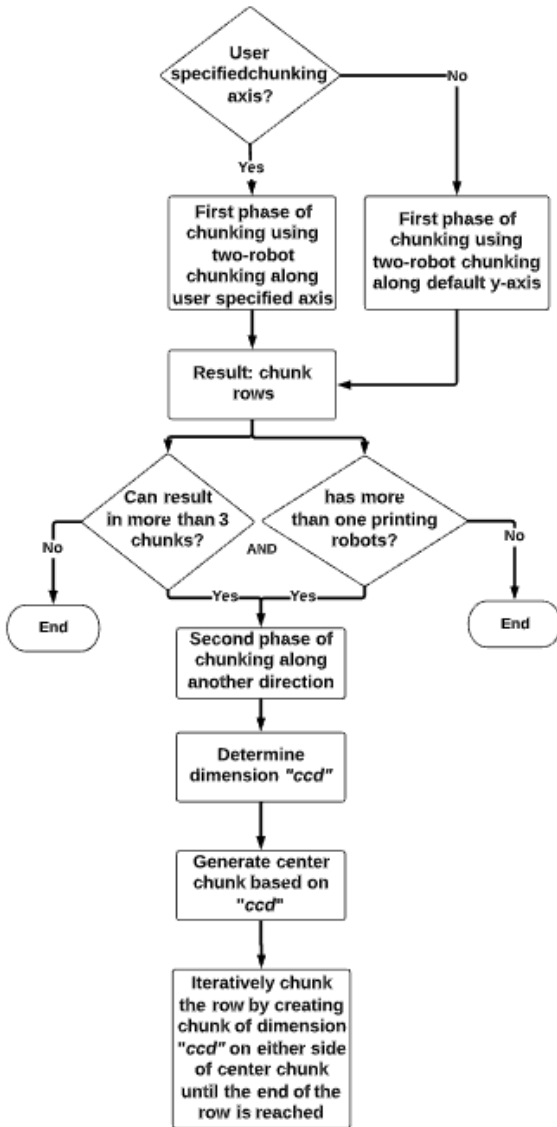 User
specifiedchunking
axis?
No
Yes
First phase of
chunking using
two-robot
chunking along
user specified axis
First phase of
chunking using
two-robot chunking
along default y-axis
Result: chunk
rows
Can result
in more than 3
chunks?
AND
has more
than one printing
robots?
No
No
Yes
Yes
End
End
Second phase of
chunking along
another direction
Determine
dimension "ccd"
Generate center
chunk based on
"ccd"
Iteratively chunk
the row by creating
chunk of dimension
"ccd" on either side
of center chunk
until the end of the
row is reached